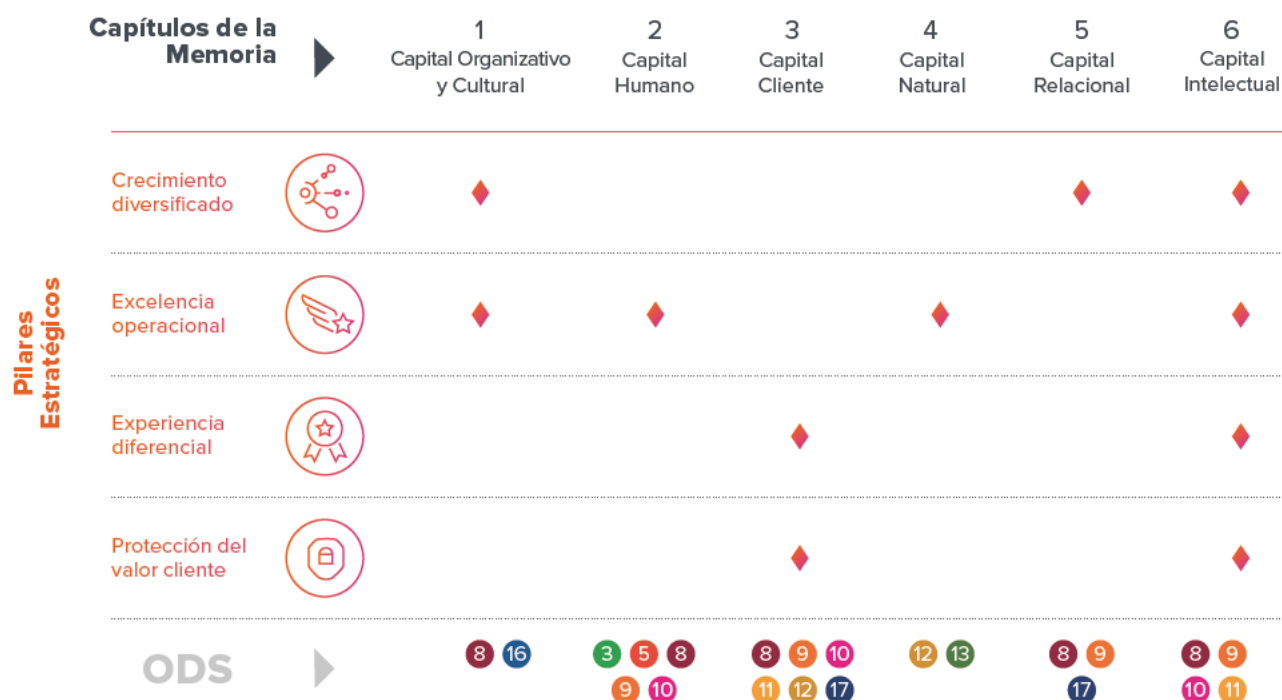 Capítulos de la
Memoria
1
Capital Organizativo
y Cultural
2
Capital
Humano
3
Capital
Cliente
4
Capital
Natural
5
Capital
Relacional
6
Capital
Intelectual
Pilares
Estratégicos
Crecimiento
diversificado
Excelencia
operacional
Experiencia
diferencial
Protección del
valor cliente
ODS
8 16
3 5 8
9 10
8 9 10
11 12 17
12 13
8 9
17
8 9
10 11